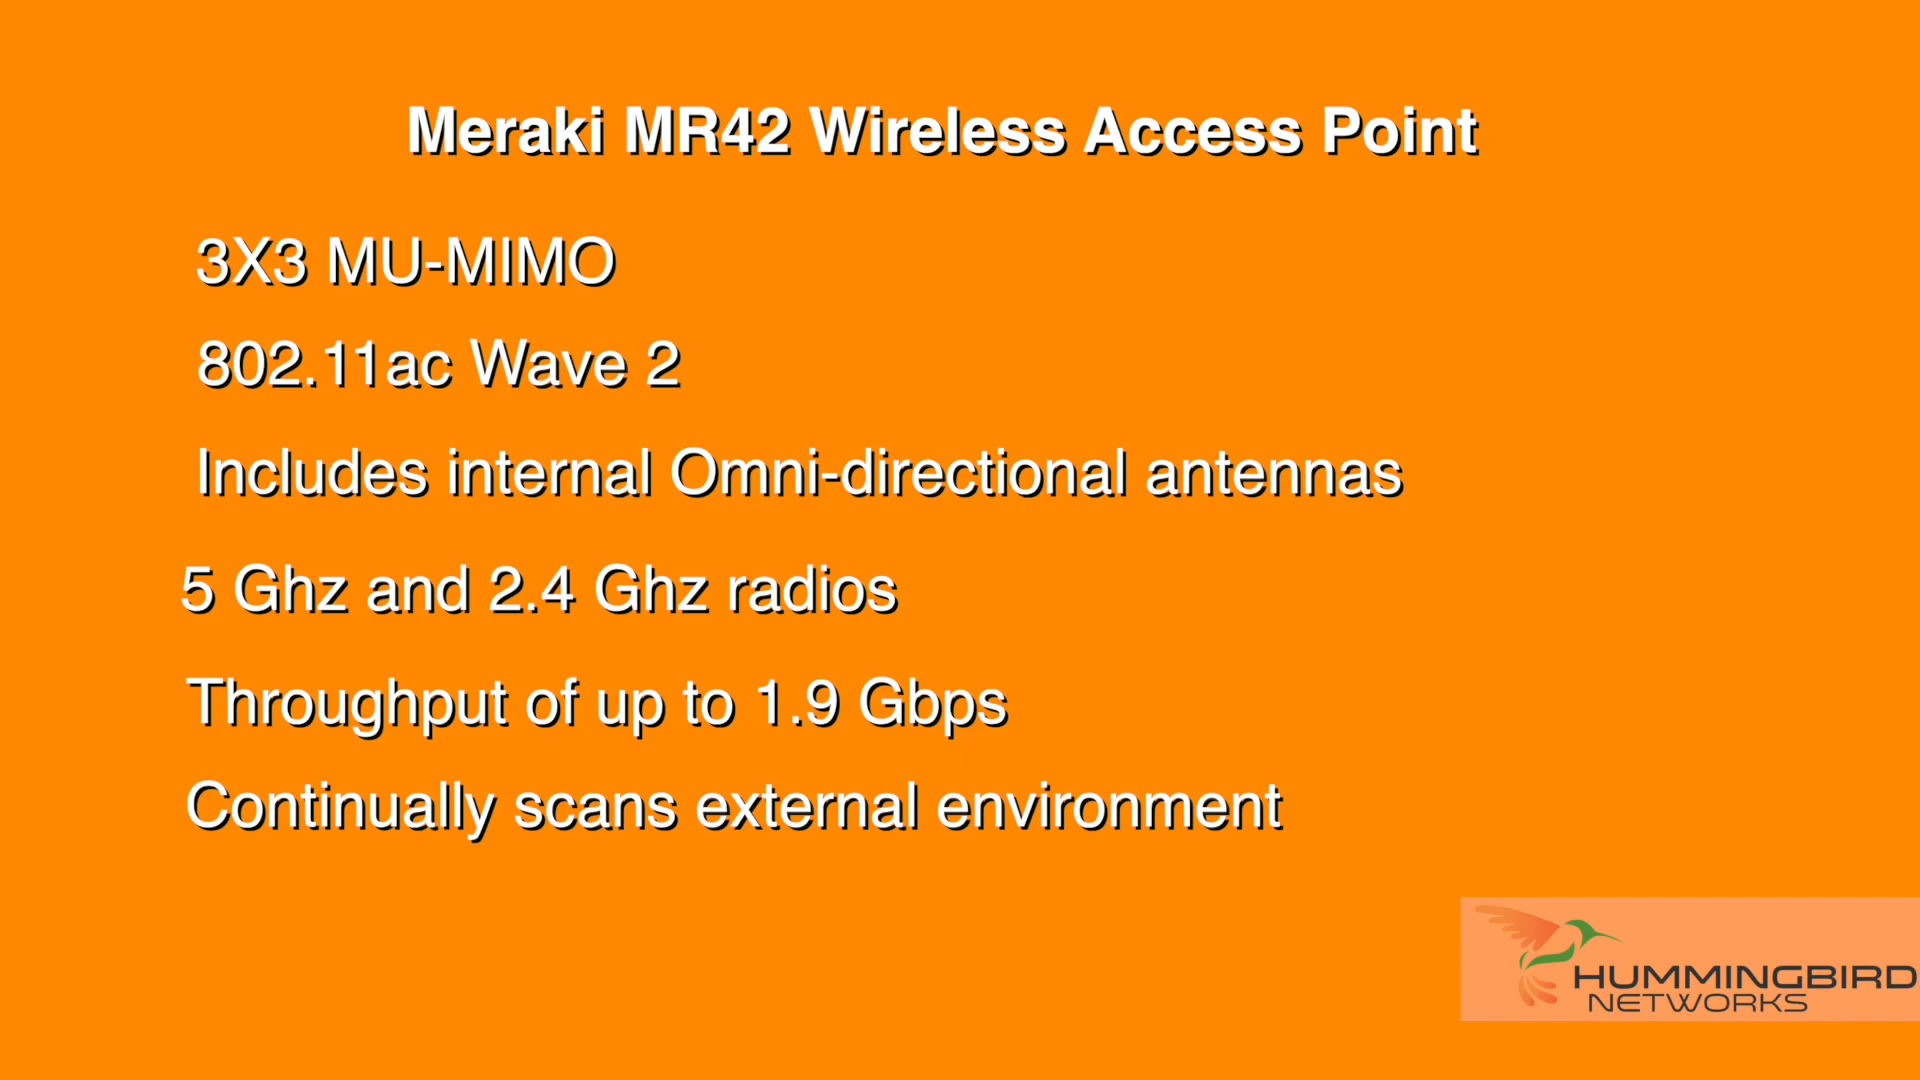 Meraki MR42 Wireless Access Point
3X3 MU-MIMO
802.11ac Wave 2
Includes internal Omni-directional antennas
5 Ghz and 2.4 Ghz radios
Throughput of up to 1.9 Gbps
Continually scans external environment
HUMMINGBIRD
NETWORKS